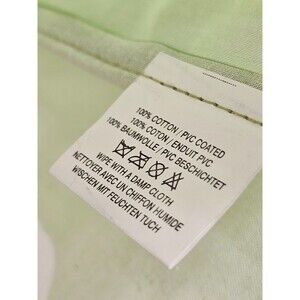 100% COTTON / PVC COATED
100% COTON / ENDUIT PVC
100% BAUMWOLLE / PVC BESCHICHTET
WIPE WITH A DAMP CLOTH
NETTOYER AVEC UN CHIFFON HUMIDE
WISCHEN MIT FEUCHTEN TUCH